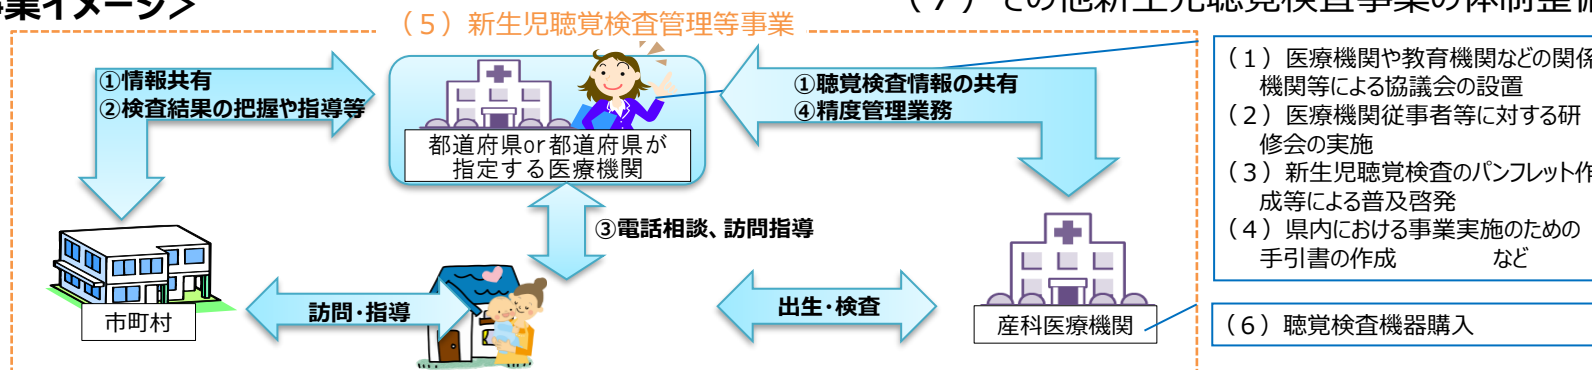 事業イメージ＞
（７）その他新生児聴覚検査事業の体制整備
（５）新生児聴覚検査管理等事業
①情報共有
②検査結果の把握や指導等
都道府県or都道府県が
指定する医療機関
①聴覚検査情報の共有
④精度管理業務
③電話相談、訪問指導
市町村
訪問・指導
出生・検査
産科医療機関
（１）医療機関や教育機関などの関係
機関等による協議会の設置
（２）医療機関従事者等に対する研
修会の実施
（３）新生児聴覚検査のパンフレット作
成等による普及啓発
（４）県内における事業実施のための
手引書の作成　　　など
（６）聴覚検査機器購入